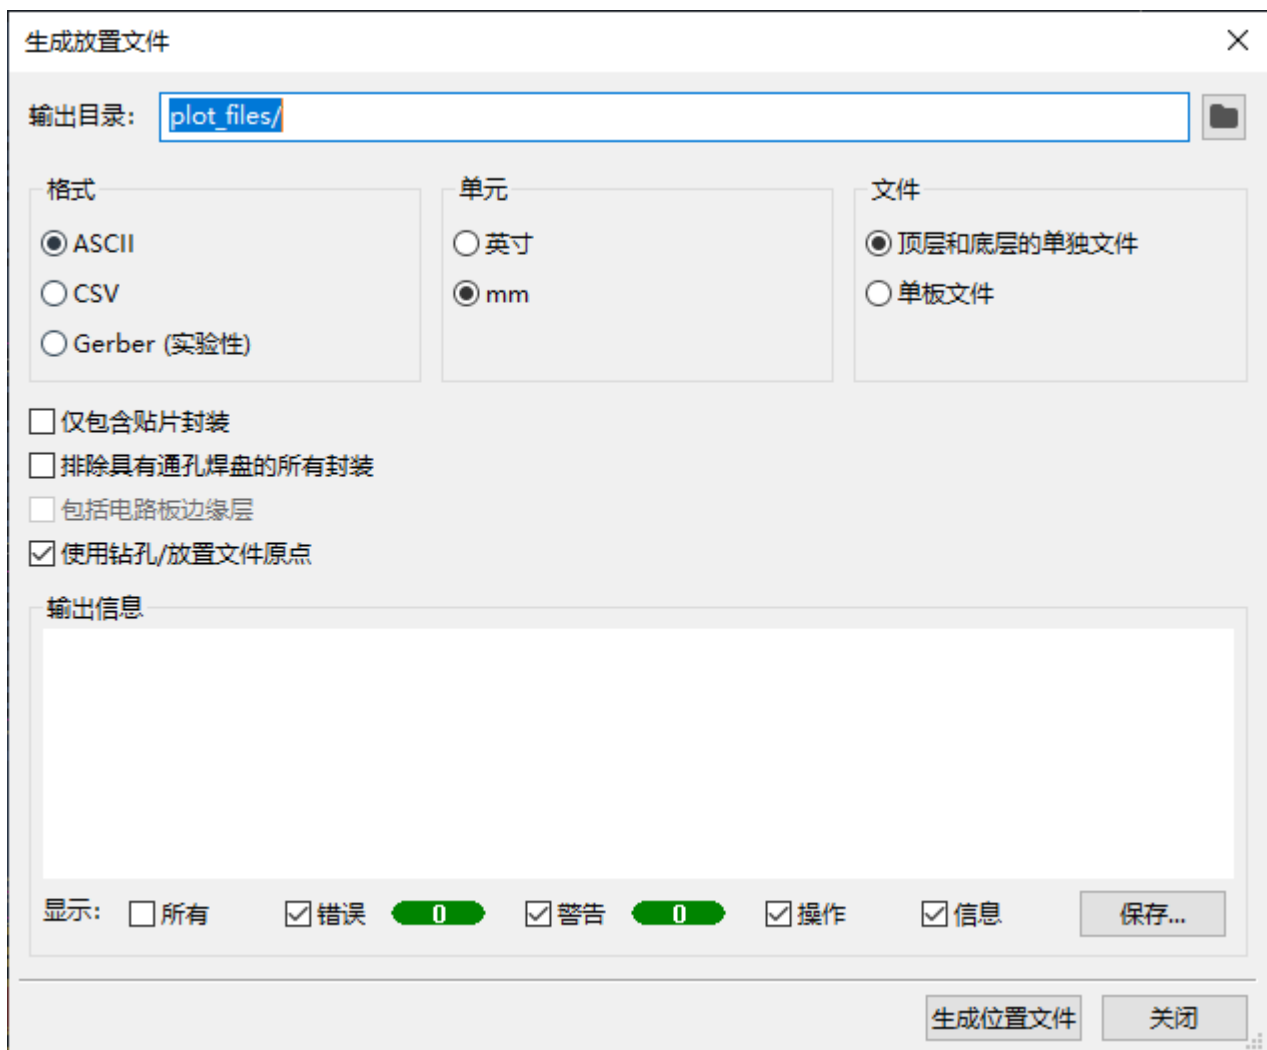 生成放置文件
输出目录: plot_files/
格式 单元 文件
ASCII 英寸 顶层和底层的单独文件
CSV mm 单板文件
Gerber (实验性)
仅包含贴片封装
排除具有通孔焊盘的所有封装
包括电路板边缘层
使用钻孔/放置文件原点
输出信息
显示: 所有 错误 0 警告 0 操作 信息 保存...
生成位置文件 关闭